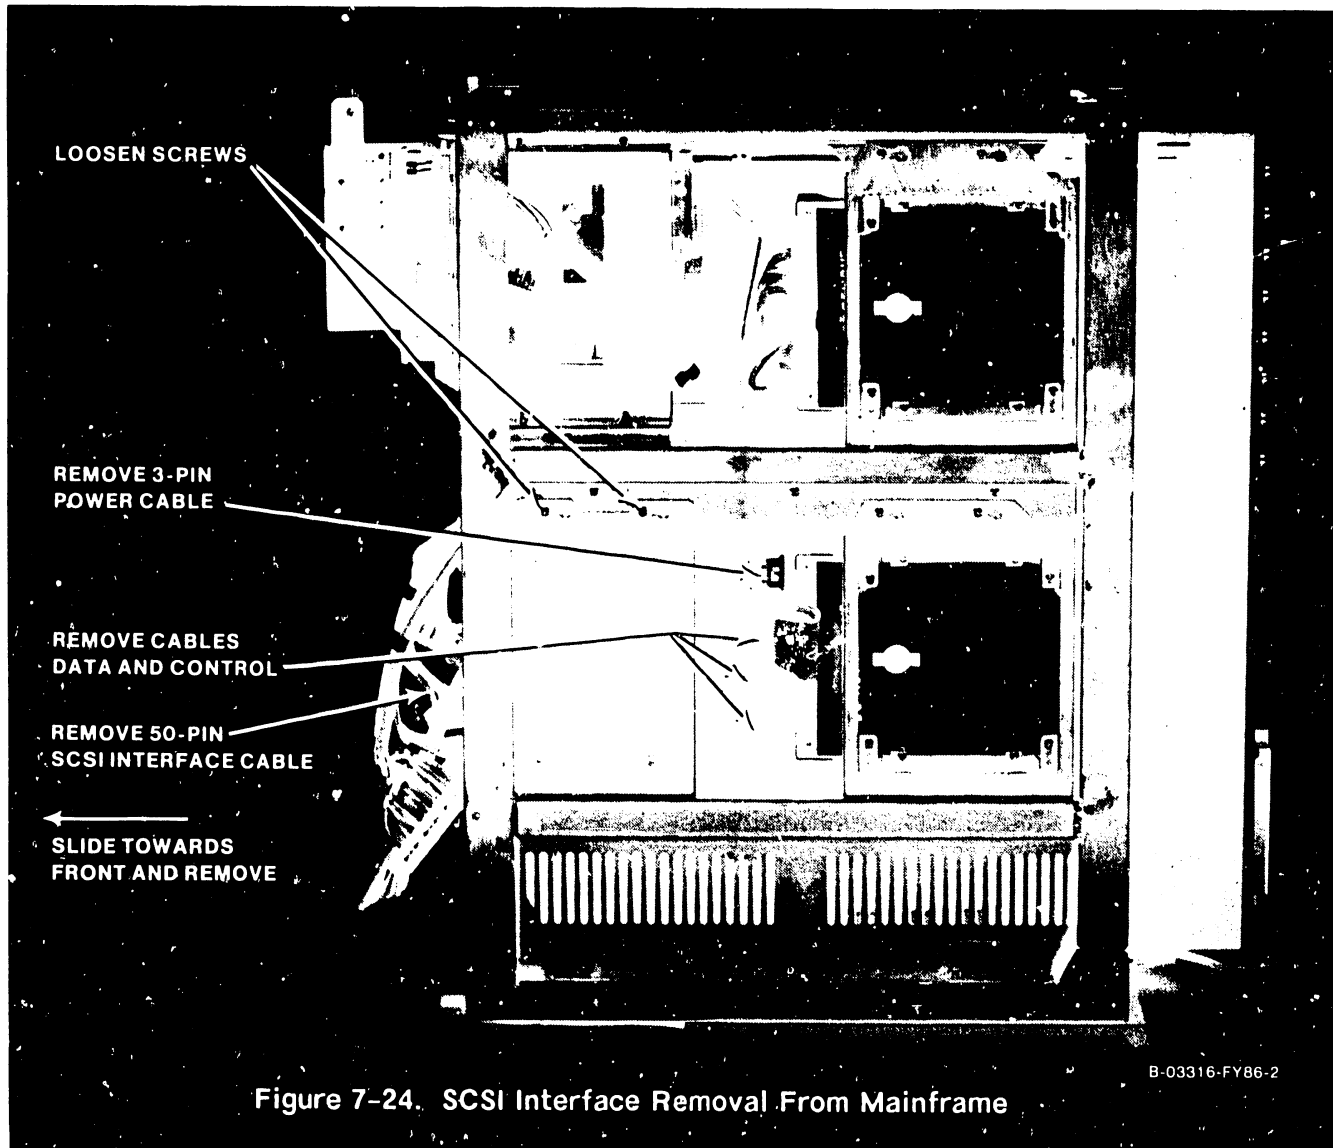 LOOSEN SCREWS
REMOVE 3-PIN
POWER CABLE
REMOVE CABLES
DATA AND CONTROL
REMOVE 50-PIN
SCSI INTERFACE CABLE
SLIDE TOWARDS
FRONT AND REMOVE
B-03316-FY86-2
Figure 7-24. SCSI Interface Removal From Mainframe